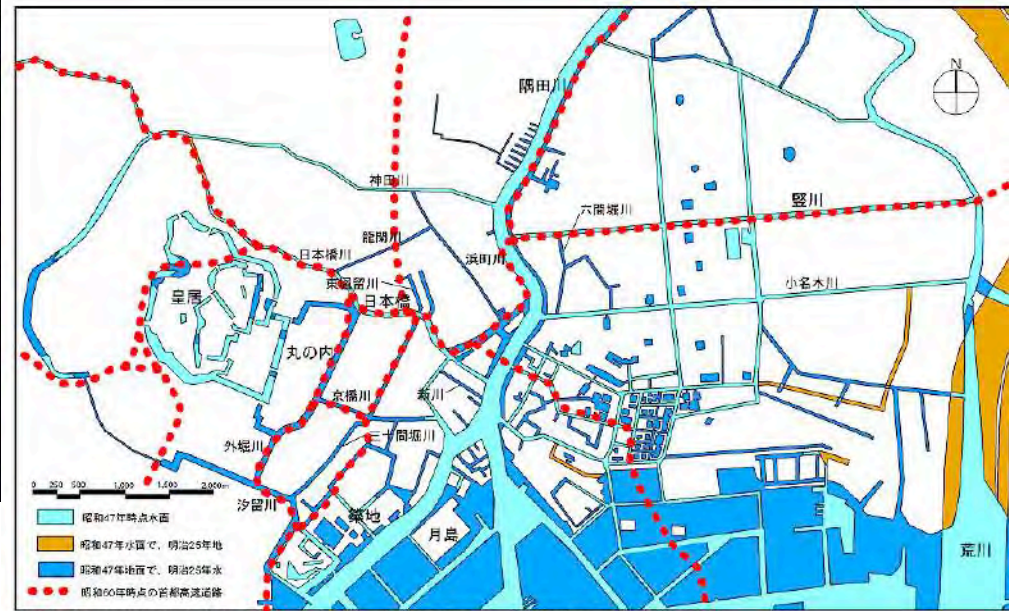 N
隅田川
神田川
六間堀川
竪川
龍閑川
浜町川
日本橋川
東堀留川
小名木川
皇居
日本橋
丸の内
京橋川
新川
三十間堀川
外堀川
0 250 500 1,000 1,500 2,000m
汐留川
築地
月島
荒川
昭和47年時点水面
昭和47年水面で、明治25年地
昭和47年地面で、明治25年水
昭和60年時点の首都高速道路